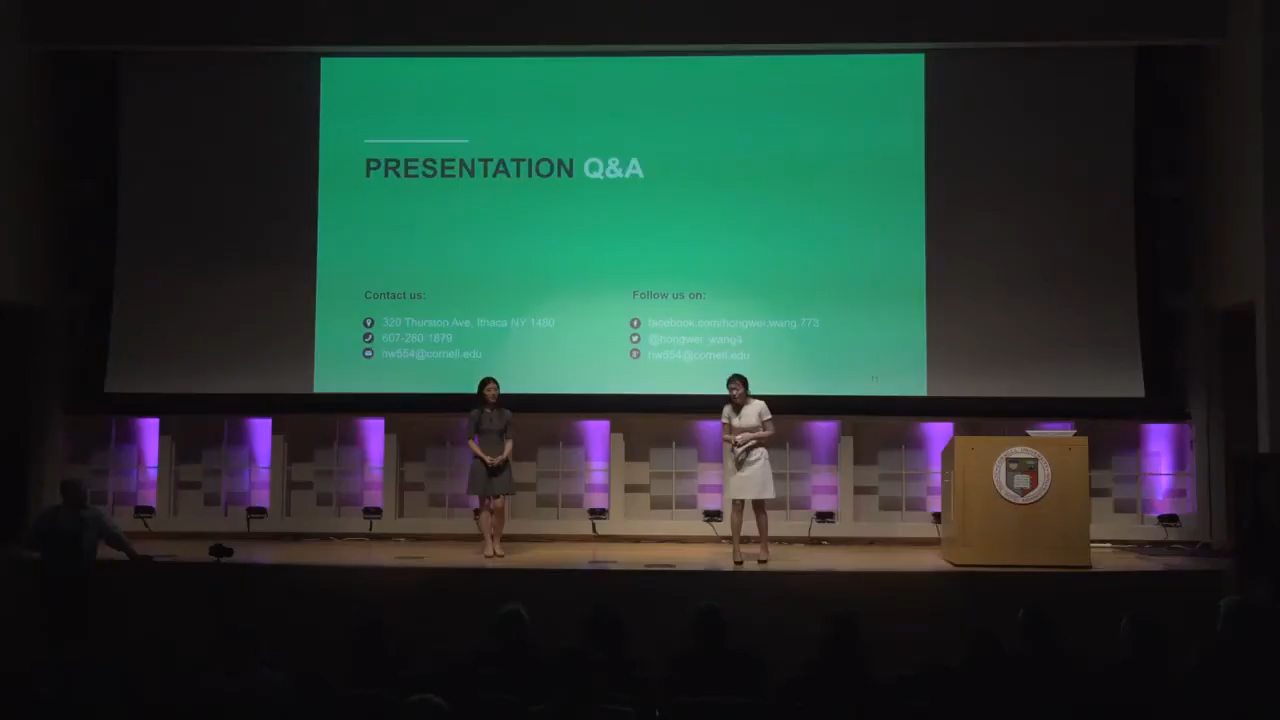 PRESENTATION Q&A
Contact us:
320 Thurston Ave, Ithaca NY 1480
607-280-1879
hw554@cornell.edu
Follow us on:
facebook.com/hongwei.wang.773
@hongwei_wang4
hw554@cornell.edu
11